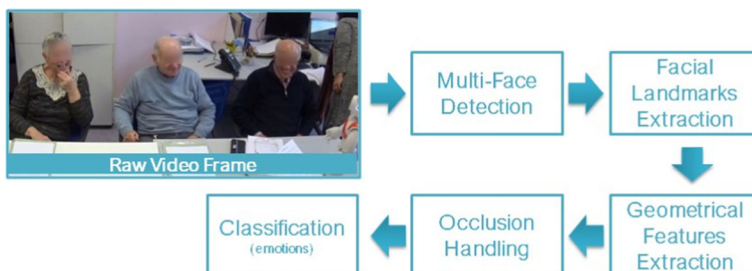 Raw Video Frame
Multi-Face
Detection
Facial
Landmarks
Extraction
Geometrical
Features
Extraction
Occlusion
Handling
Classification
(emotions)